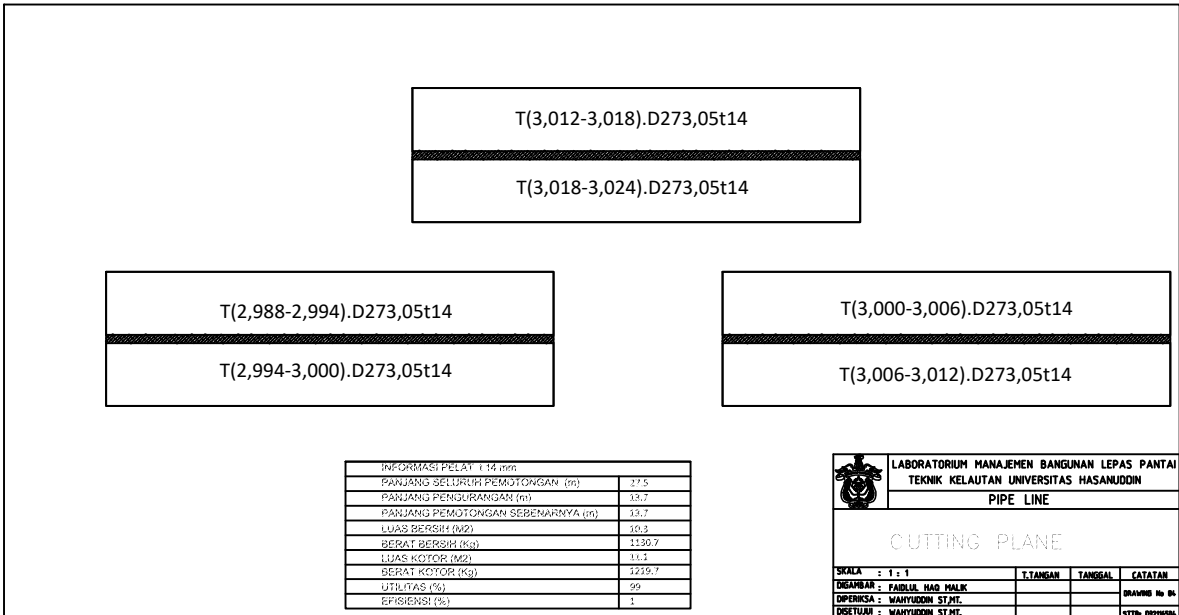 T(3,012-3,018).D273,05t14
T(3,018-3,024).D273,05t14
T(2,988-2,994).D273,05t14
T(2,994-3,000).D273,05t14
T(3,000-3,006).D273,05t14
T(3,006-3,012).D273,05t14
INFORMASI PELAT t 14 mm
PANJANG SELURUH PEMOTONGAN (m)
PANJANG PENGURANGAN (m) 13.7
PANJANG PEMOTONGAN SEBENARNYA (m) 13.7
LUAS BERSIH (M2) 10.3
BERAT BERSIH (Kg) 1130.7
LUAS KOTOR (M2) 11.1
BERAT KOTOR (Kg) 1219.7
UTILITAS (%) 99
EFISIENSI (%) 1
LABORATORIUM MANAJEMEN BANGUNAN LEPAS PANTAI
TEKNIK KELAUTAN UNIVERSITAS HASANUDDIN
PIPE LINE
CUTTING PLANE
SKALA : 1 : 1 T.TANGAN TANGGAL CATATAN
DIGAMBAR : FAIDLUL HAQ MALIK
DRAWING No 04
DIPERIKSA : WAHYUDDIN ST,MT.
DISETUJUI : WAHYUDDIN ST,MT.